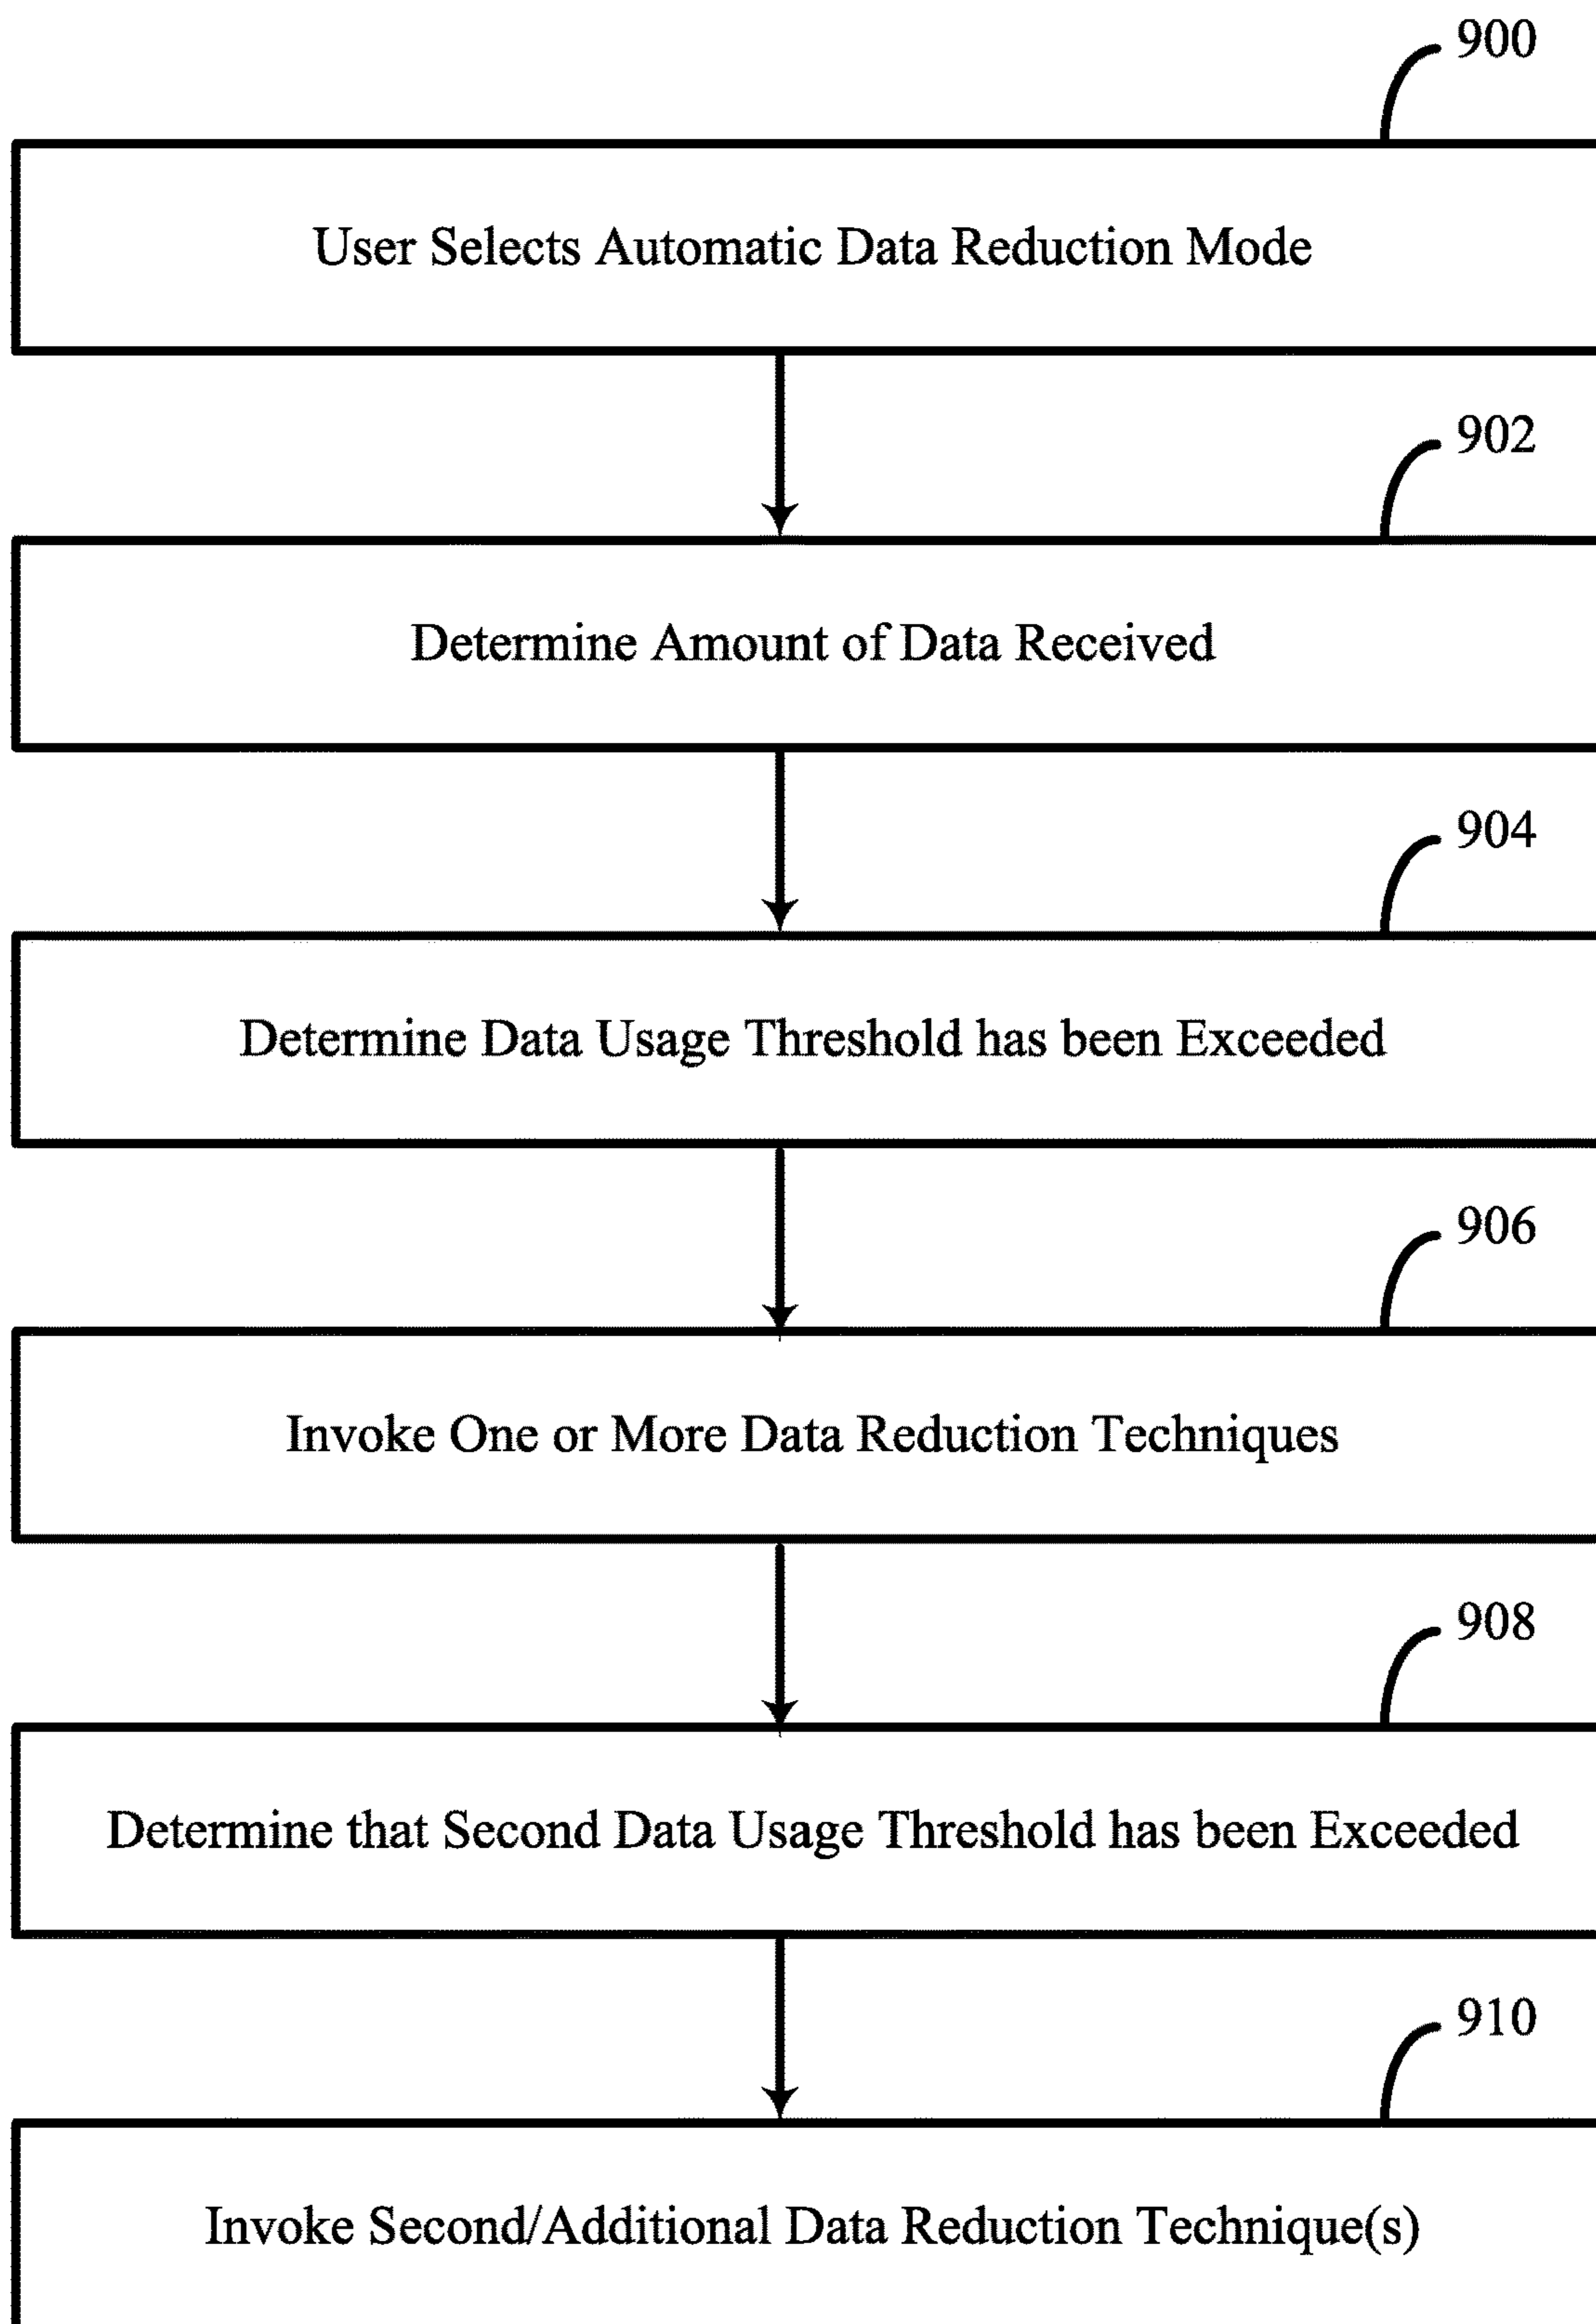 900
User Selects Automatic Data Reduction Mode
902
Determine Amount of Data Received
904
Determine Data Usage Threshold has been Exceeded
906
Invoke One or More Data Reduction Techniques
908
Determine that Second Data Usage Threshold has been Exceeded
910
Invoke Second/Additional Data Reduction Technique(s)